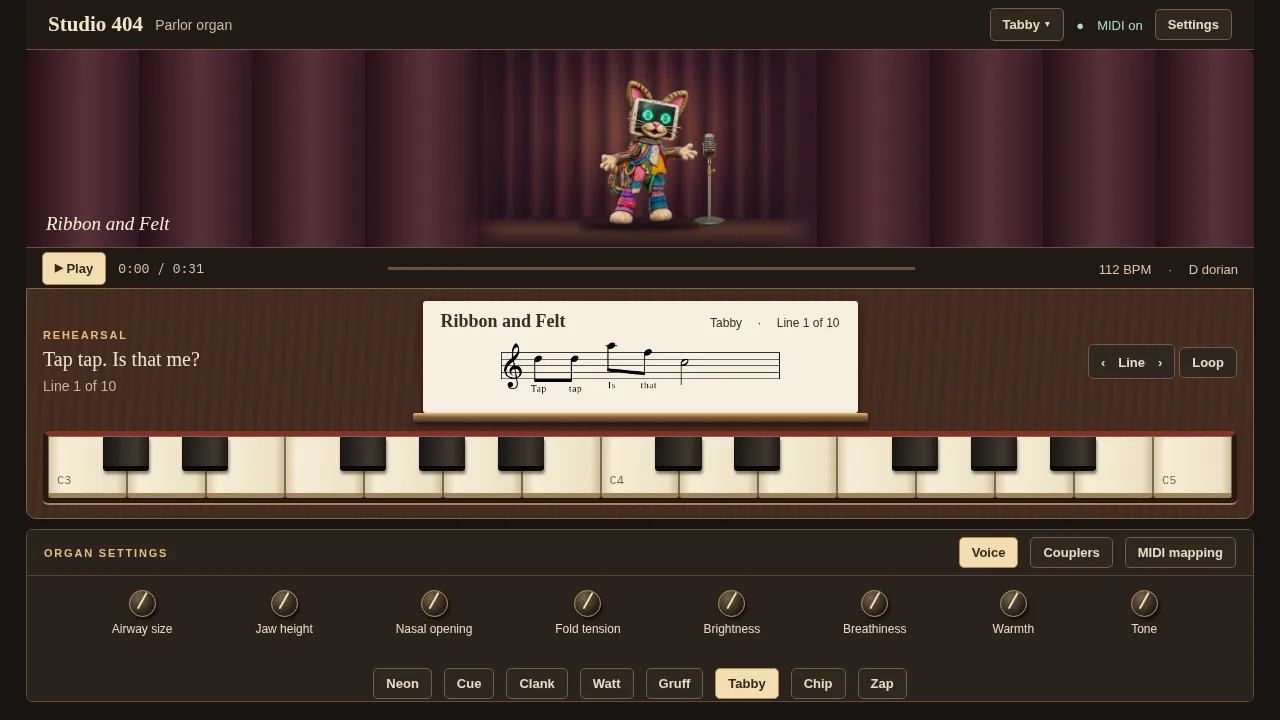 Studio 404 Parlor organ Tabby ▾ ● MIDI on Settings
Ribbon and Felt
▶ Play 0:00 / 0:31 112 BPM · D dorian
REHEARSAL
Tap tap. Is that me?
Line 1 of 10
Ribbon and Felt Tabby · Line 1 of 10
Tap tap Is that
‹ Line › Loop
C3 C4 C5
ORGAN SETTINGS Voice Couplers MIDI mapping
Airway size Jaw height Nasal opening Fold tension Brightness Breathiness Warmth Tone
Neon Cue Clank Watt Gruff Tabby Chip Zap